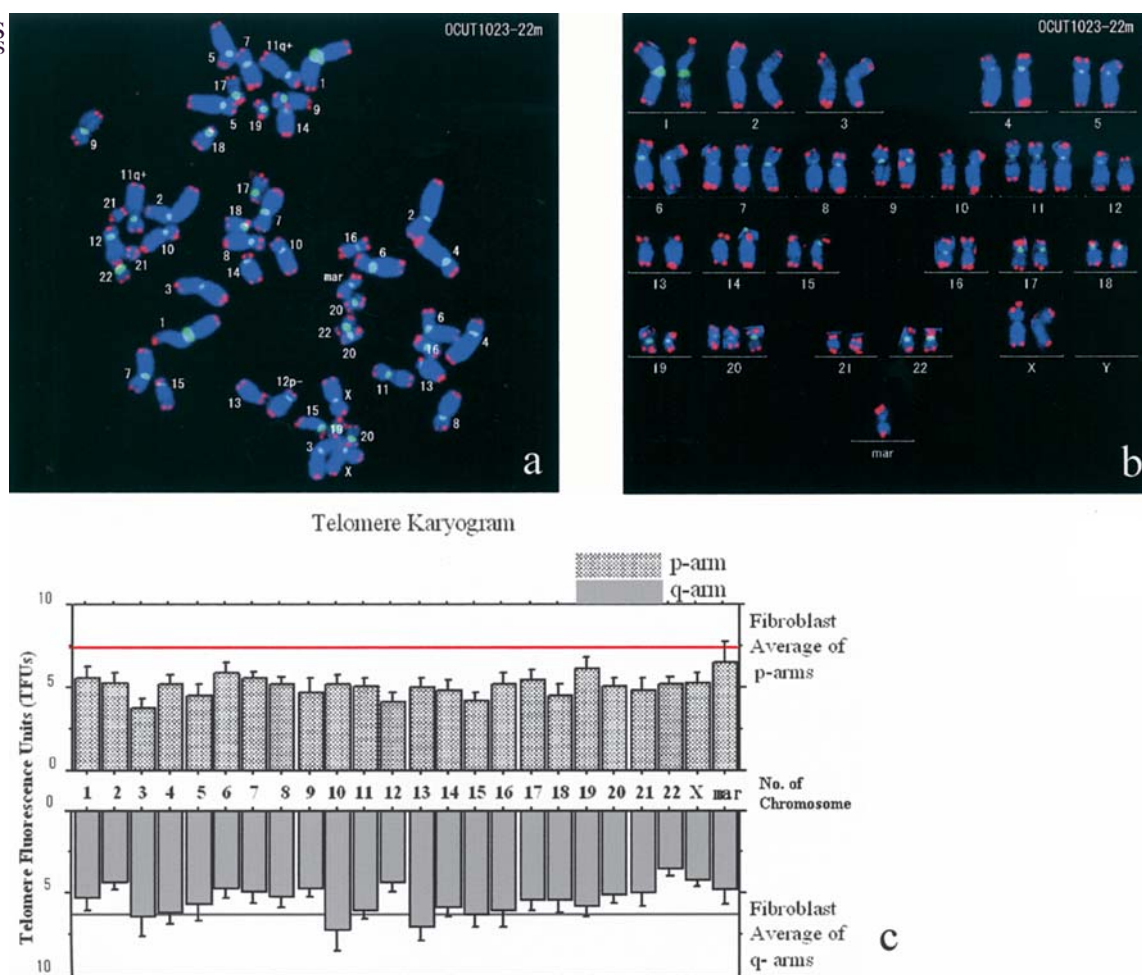 S
S
OCUT1023-22m
5
7
11q+
1
17
5
19
9
14
18
9
11q+
21
2
12
10
21
22
17
18
7
8
10
14
2
4
16
6
mar
20
22
20
3
1
7
15
6
4
16
13
11
12p-
13
X
15
19
20
3
X
8
a
OCUT1023-22m
1 2 3 4 5
6 7 8 9 10 11 12
13 14 15 16 17 18
19 20 21 22 X Y
mar
b
Telomere Karyogram
p-arm
q-arm
Telomere Fluorescence Units (TFUs)
10
5
0
Fibroblast
Average of
p-arms
1 2 3 4 5 6 7 8 9 10 11 12 13 14 15 16 17 18 19 20 21 22 X mar
No. of
Chromosome
0
5
10
Fibroblast
Average of
q- arms
c